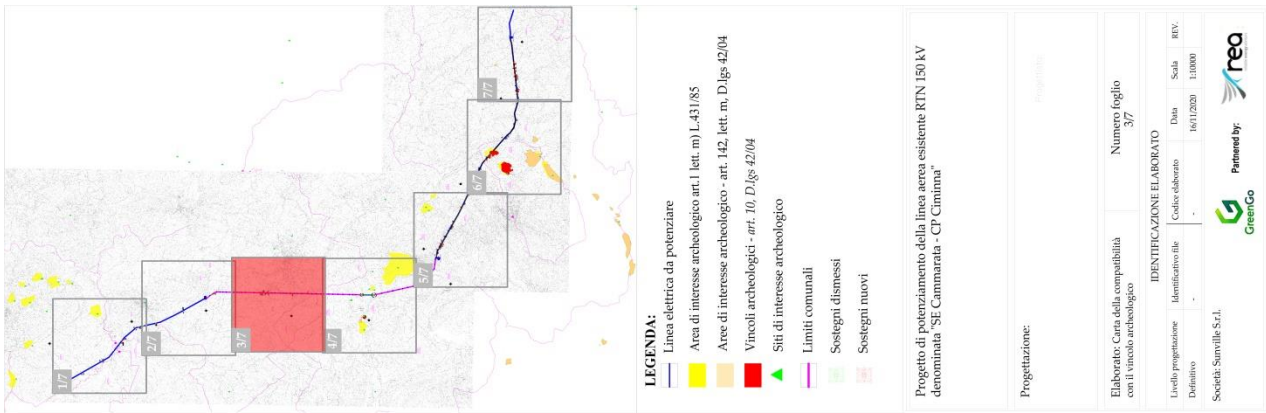 1/7
2/7
3/7
4/7
5/7
6/7
7/7
LEGENDA:
Linea elettrica da potenziare
Area di interesse archeologico art.1 lett. m) L.431/85
Aree di interesse archeologico - art. 142, lett. m, D.lgs 42/04
Vincoli archeologici - art. 10, D.lgs 42/04
Siti di interesse archeologico
Limiti comunali
Sostegni dismessi
Sostegni nuovi
Progetto di potenziamento della linea aerea esistente RTN 150 kV
denominata "SE Cammarata - CP Ciminna"
Progettazione:
Elaborato: Carta della compatibilità
con il vincolo archeologico
Numero foglio
3/7
IDENTIFICAZIONE ELABORATO
Livello progettazione Identificativo file Codice elaborato Data Scala REV.
Definitivo - - 16/11/2020 1:10000
Società: Sunville S.r.l.
GreenGo
Partnered by:
rea